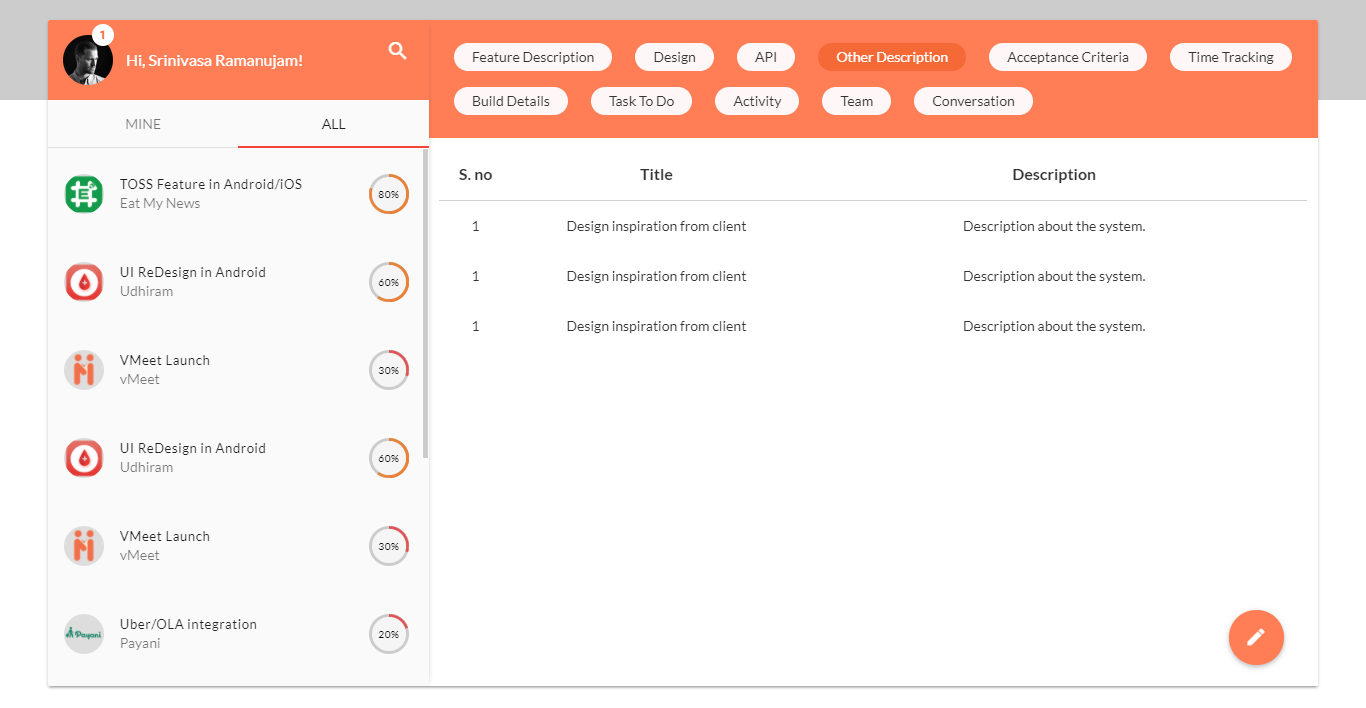 1
Hi, Srinivasa Ramanujam!
MINE ALL
TOSS Feature in Android/iOS
Eat My News
80%
UI ReDesign in Android
Udhiram
60%
VMeet Launch
vMeet
30%
UI ReDesign in Android
Udhiram
60%
VMeet Launch
vMeet
30%
Payani
Uber/OLA integration
Payani
20%
Feature Description Design API Other Description Acceptance Criteria Time Tracking
Build Details Task To Do Activity Team Conversation
S. no Title Description
1 Design inspiration from client Description about the system.
1 Design inspiration from client Description about the system.
1 Design inspiration from client Description about the system.